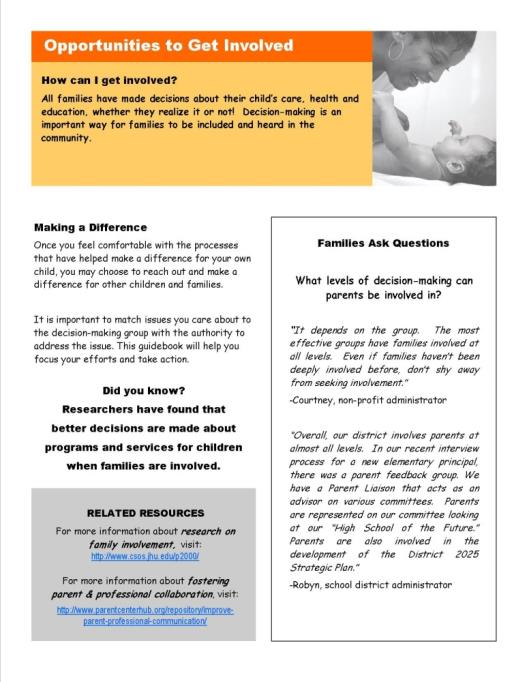 Opportunities to Get Involved
How can I get involved?
All families have made decisions about their child's care, health and
education, whether they realize it or not!  Decision-making is an
important way for families to be included and heard in the
community.
Making a Difference
Once you feel comfortable with the processes
that have helped make a difference for your own
child, you may choose to reach out and make a
difference for other children and families.
It is important to match issues you care about to
the decision-making group with the authority to
address the issue. This guidebook will help you
focus your efforts and take action.
Did you know?
Researchers have found that
better decisions are made about
programs and services for children
when families are involved.
RELATED RESOURCES
For more information about research on
family involvement, visit:
http://www.csos.jhu.edu/p2000/
For more information about fostering
parent & professional collaboration, visit:
http://www.parentcenterhub.org/repository/improve-
parent-professional-communication/
Families Ask Questions
What levels of decision-making can
parents be involved in?
"It depends on the group. The most
effective groups have families involved at
all levels. Even if families haven't been
deeply involved before, don't shy away
from seeking involvement."
-Courtney, non-profit administrator
"Overall, our district involves parents at
almost all levels. In our recent interview
process for a new elementary principal,
there was a parent feedback group. We
have a Parent Liaison that acts as an
advisor on various committees. Parents
are represented on our committee looking
at our "High School of the Future."
Parents are also involved in the
development of the District 2025
Strategic Plan."
-Robyn, school district administrator